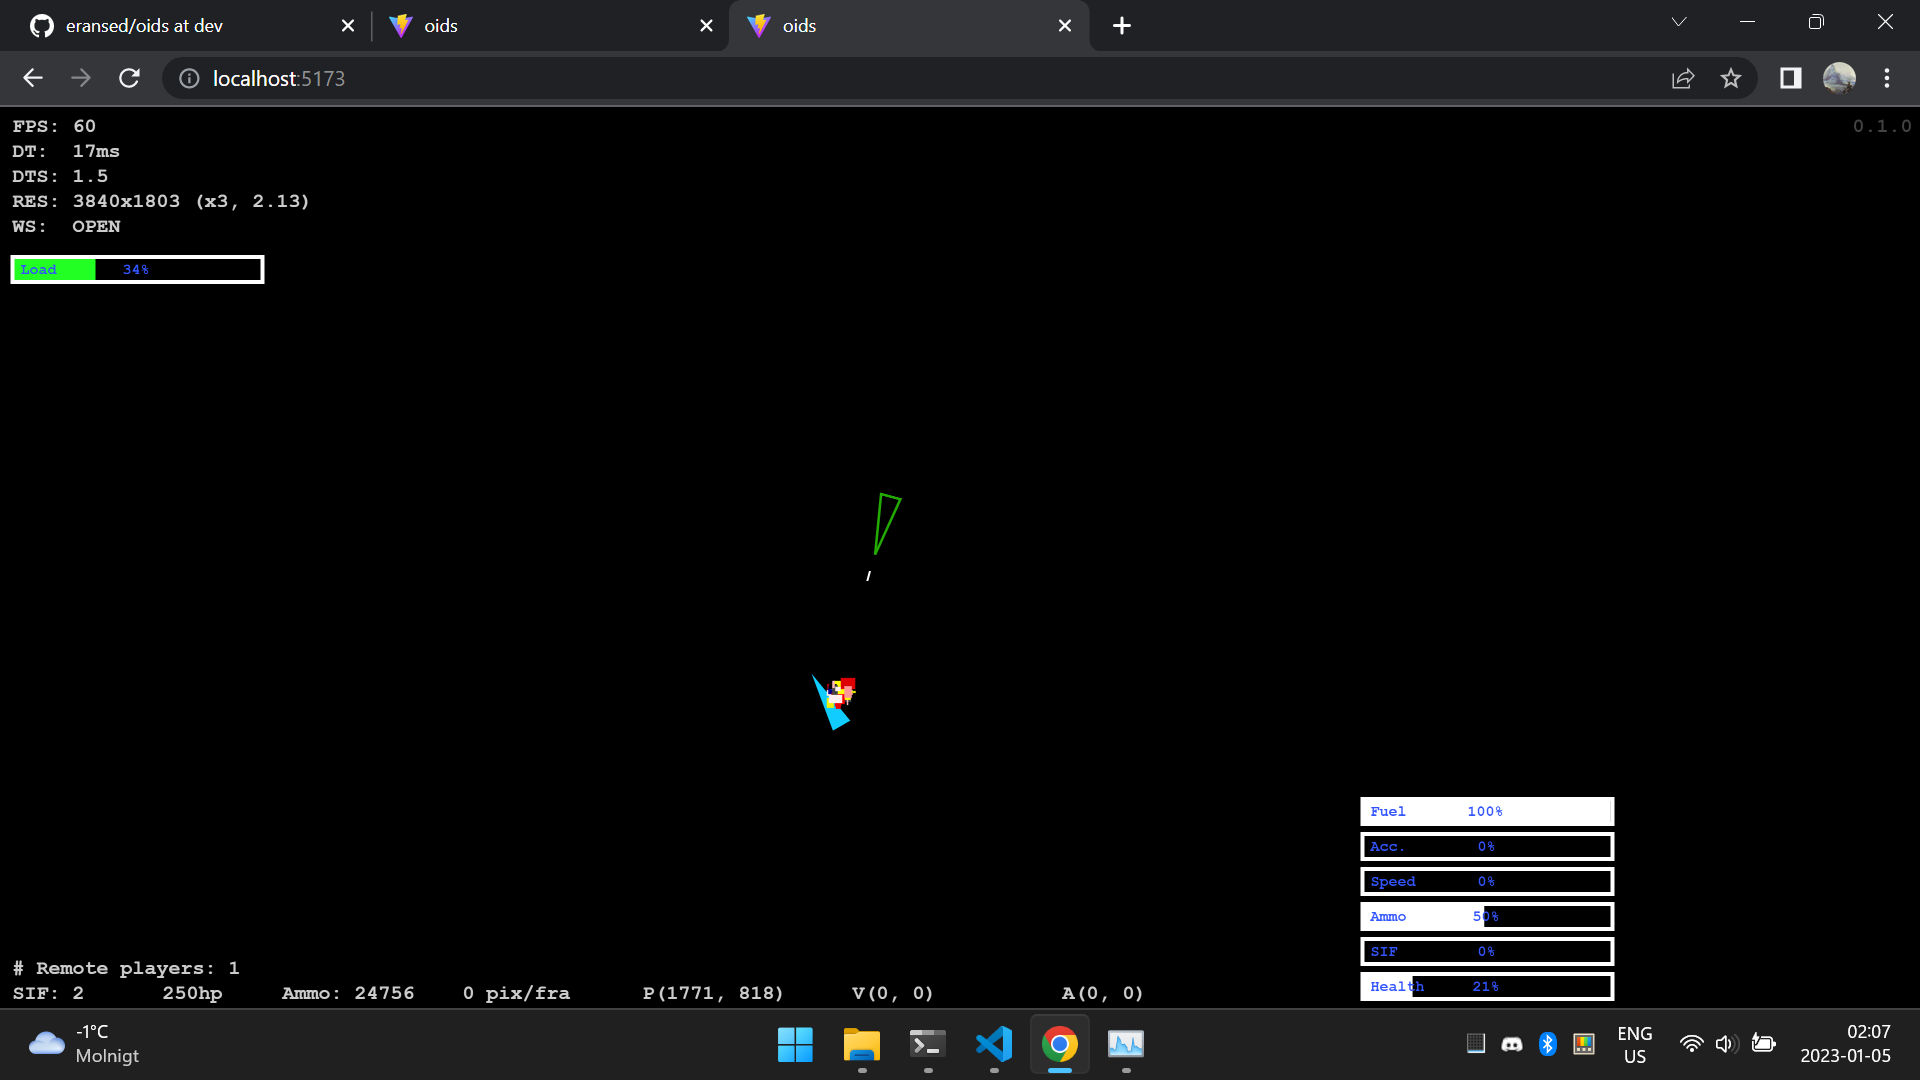 eransed/oids at dev
oids
oids
localhost:5173
FPS: 60
0.1.0
DT: 17ms
DTS: 1.5
RES: 3840x1803 (x3, 2.13)
WS: OPEN
Load 34%
Fuel 100%
Acc. 0%
Speed 0%
Ammo 50%
SIF 0%
Health 21%
# Remote players: 1
SIF: 2 250hp Ammo: 24756 0 pix/fra P(1771, 818) V(0, 0) A(0, 0)
-1°C
Molnigt
ENG
US
02:07
2023-01-05